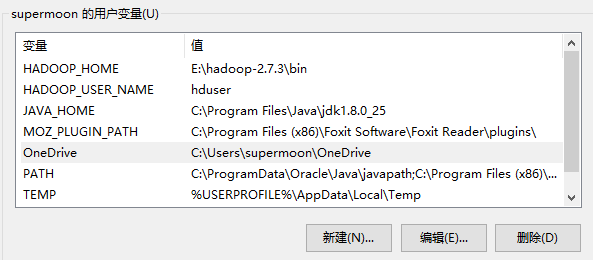 supermoon 的用户变量(U)
变量 值
HADOOP_HOME E:\hadoop-2.7.3\bin
HADOOP_USER_NAME hduser
JAVA_HOME C:\Program Files\Java\jdk1.8.0_25
MOZ_PLUGIN_PATH C:\Program Files (x86)\Foxit Software\Foxit Reader\plugins\
OneDrive C:\Users\supermoon\OneDrive
PATH C:\ProgramData\Oracle\Java\javapath;C:\Program Files (x86)\...
TEMP %USERPROFILE%\AppData\Local\Temp
新建(N)... 编辑(E)... 删除(D)